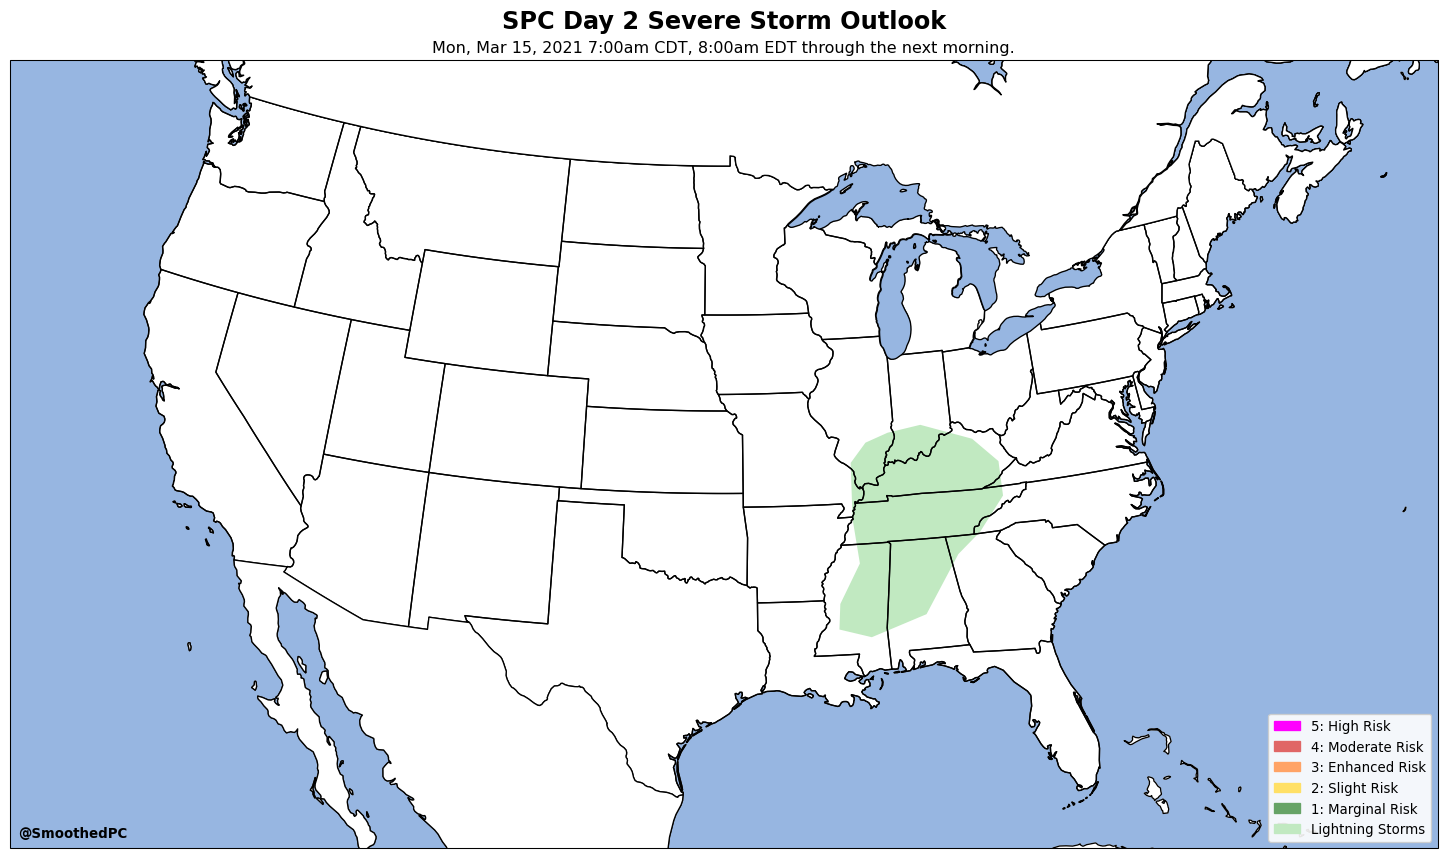 SPC Day 2 Severe Storm Outlook
Mon, Mar 15, 2021 7:00am CDT, 8:00am EDT through the next morning.
5: High Risk
4: Moderate Risk
3: Enhanced Risk
2: Slight Risk
1: Marginal Risk
Lightning Storms
@SmoothedPC